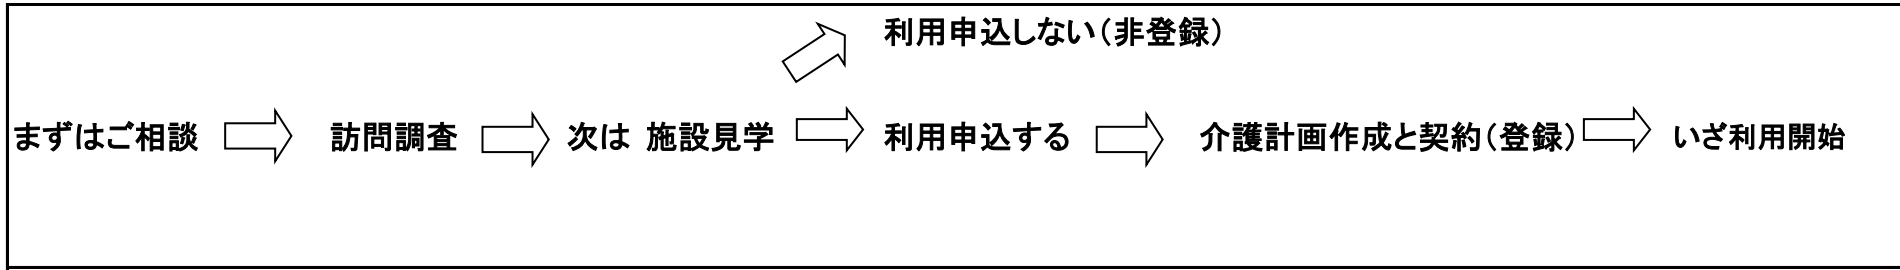 利用申込しない（非登録）
まずはご相談 訪問調査 次は 施設見学 利用申込する 介護計画作成と契約（登録） いざ利用開始